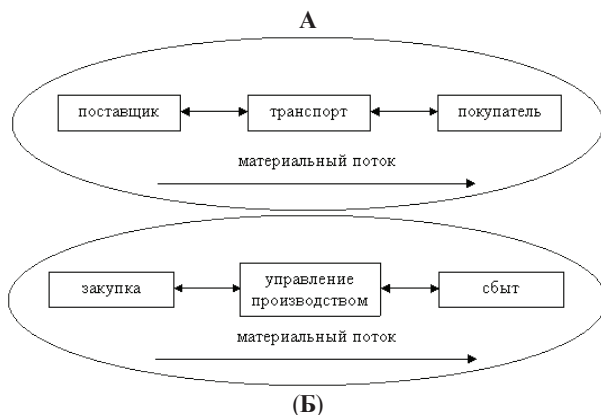 А
поставщик
транспорт
покупатель
материальный поток
закупка
управление
производством
сбыт
материальный поток
(Б)